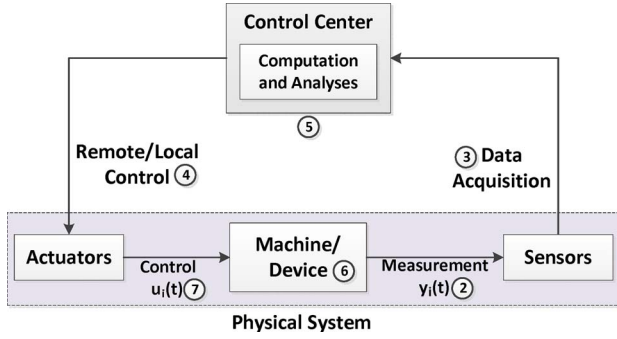 Control Center
Computation
and Analyses
5
Remote/Local
Control 4
3 Data
Acquisition
Actuators
Control
uᵢ(t) 7
Machine/
Device 6
Measurement
yᵢ(t) 2
Sensors
Physical System